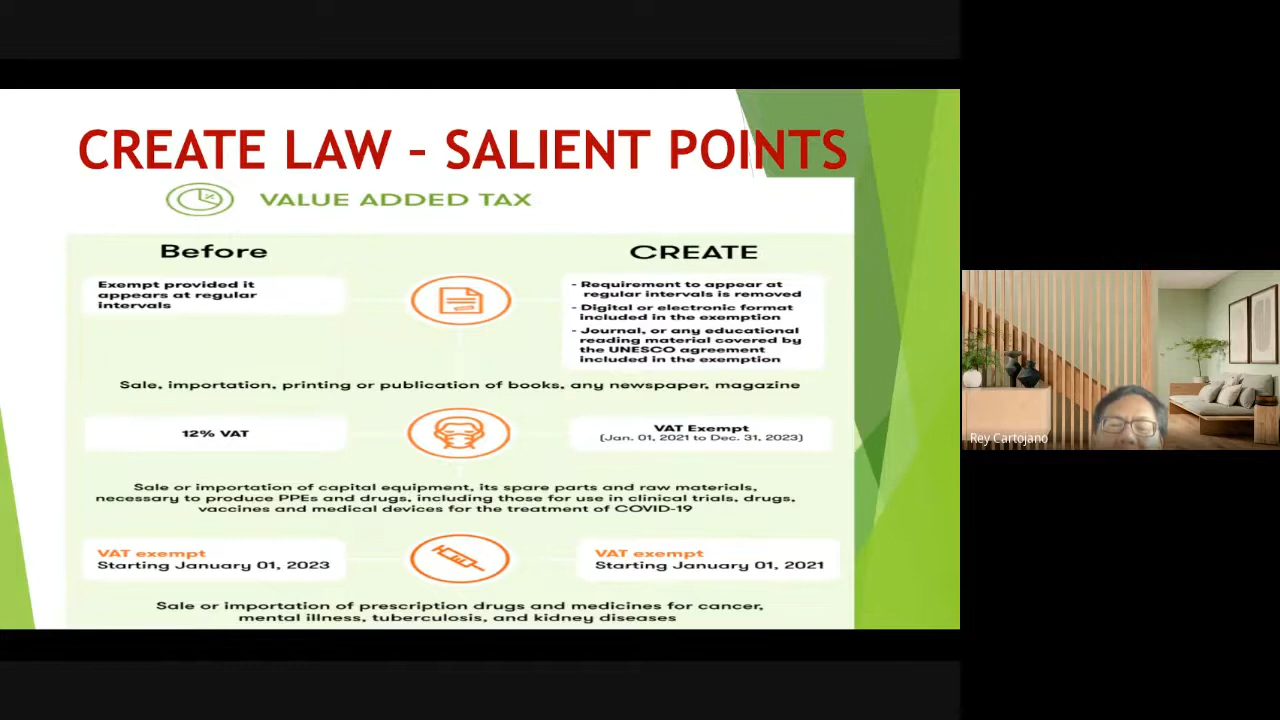 CREATE LAW – SALIENT POINTS
VALUE ADDED TAX
Before
CREATE
Exempt provided it
appears at regular
intervals
- Requirement to appear at
regular intervals is removed
- Digital or electronic format
included in the exemption
- Journal, or any educational
reading material covered by
the UNESCO agreement
included in the exemption
Sale, importation, printing or publication of books, any newspaper, magazine
12% VAT
VAT Exempt
(Jan. 01, 2021 to Dec. 31, 2023)
Sale or importation of capital equipment, its spare parts and raw materials,
necessary to produce PPEs and drugs, including those for use in clinical trials, drugs,
vaccines and medical devices for the treatment of COVID-19
VAT exempt
Starting January 01, 2023
VAT exempt
Starting January 01, 2021
Sale or importation of prescription drugs and medicines for cancer,
mental illness, tuberculosis, and kidney diseases
Rey Cartojano